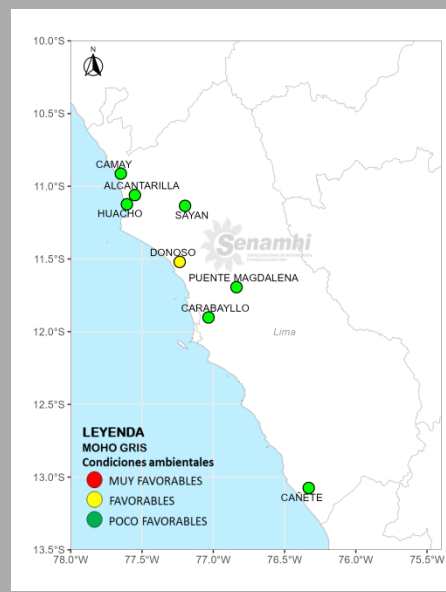 10.0°S
N
10.5°S
CAMAY
11.0°S
ALCANTARILLA
HUACHO
SAYAN
Senamhi
11.5°S
DONOSO
PUENTE MAGDALENA
CARABAYLLO
12.0°S
Lima
12.5°S
LEYENDA
MOHO GRIS
Condiciones ambientales
13.0°S
MUY FAVORABLES
CAÑETE
FAVORABLES
POCO FAVORABLES
13.5°S
78.0°W 77.5°W 77.0°W 76.5°W 76.0°W 75.5°W